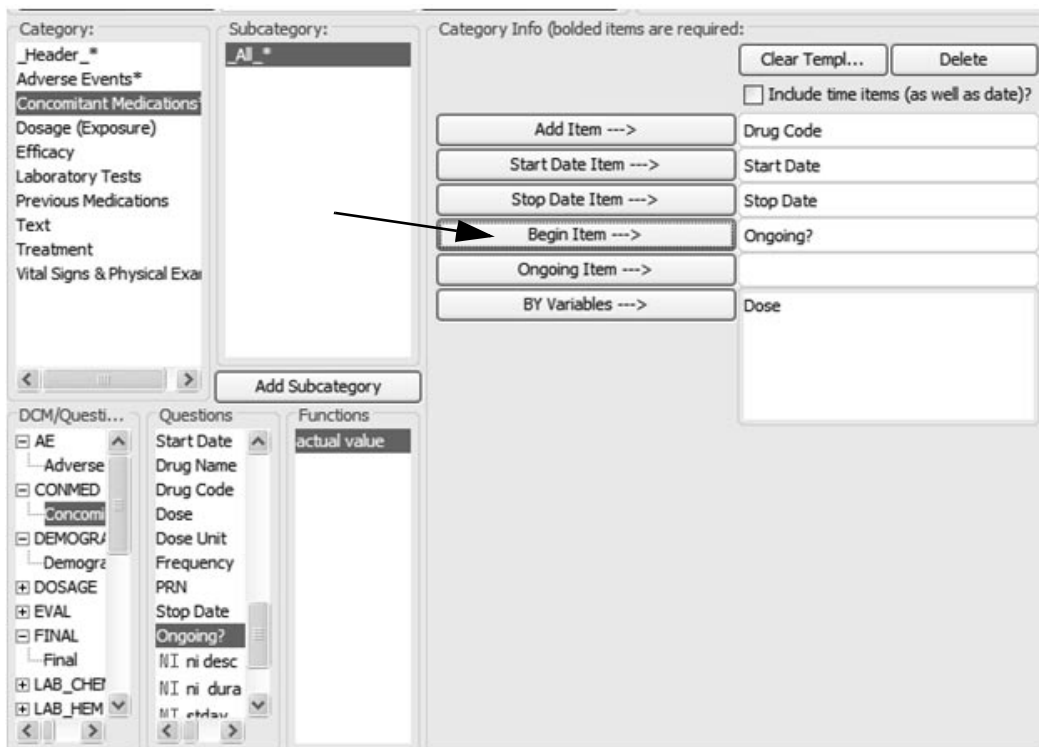 Category:
_Header_*
Adverse Events*
Concomitant Medications*
Dosage (Exposure)
Efficacy
Laboratory Tests
Previous Medications
Text
Treatment
Vital Signs & Physical Exar
Subcategory:
_All_*
Add Subcategory
Category Info (bolded items are required:
Clear Templ... Delete
Include time items (as well as date)?
Add Item ---> Drug Code
Start Date Item ---> Start Date
Stop Date Item ---> Stop Date
Begin Item ---> Ongoing?
Ongoing Item --->
BY Variables ---> Dose
DCM/Questi...
AE
Adverse
CONMED
Concomi
DEMOGRA
Demogra
DOSAGE
EVAL
FINAL
Final
LAB_CHEM
LAB_HEM
Questions
Start Date
Drug Name
Drug Code
Dose
Dose Unit
Frequency
PRN
Stop Date
Ongoing?
NI ni desc
NI ni dura
NI stday
Functions
actual value